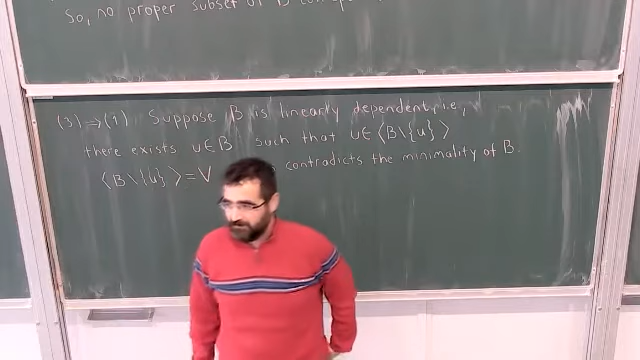 So, no proper subset of B
(3) ⇒ (1) Suppose B is linearly dependent, i.e.,
there exists u ∈ B such that u ∈ ⟨B\{u}⟩
⟨B\{u}⟩ = V contradicts the minimality of B.